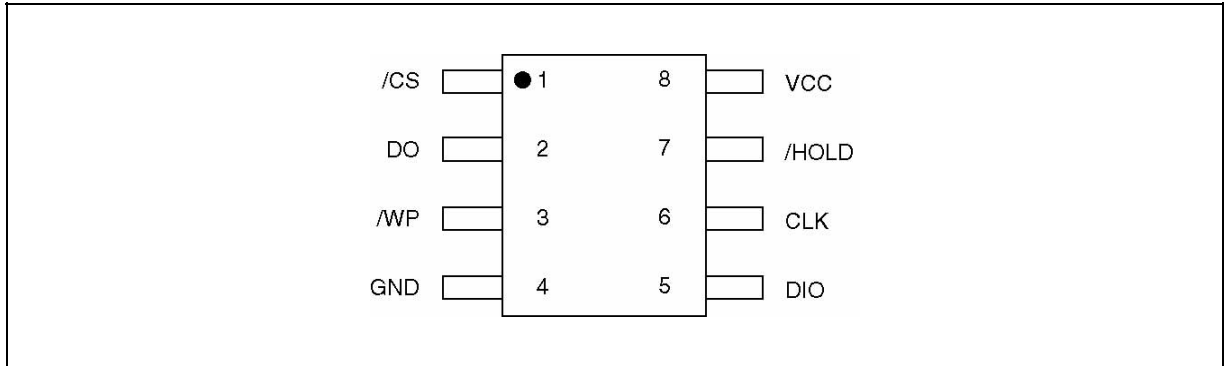 /CS 1 8 VCC
DO 2 7 /HOLD
/WP 3 6 CLK
GND 4 5 DIO